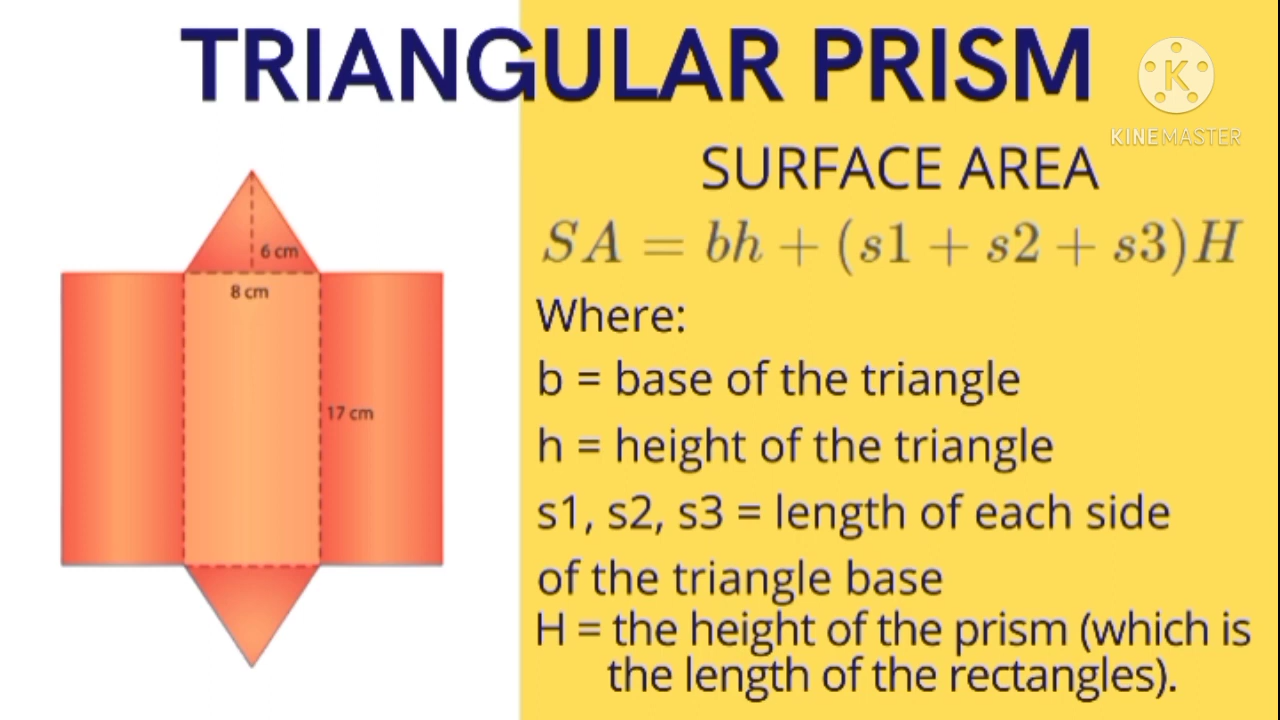 TRIANGULAR PRISM
K
KINEMASTER
SURFACE AREA
SA = bh + (s1 + s2 + s3)H
6 cm
8 cm
17 cm
Where:
b = base of the triangle
h = height of the triangle
s1, s2, s3 = length of each side
of the triangle base
H = the height of the prism (which is
the length of the rectangles).